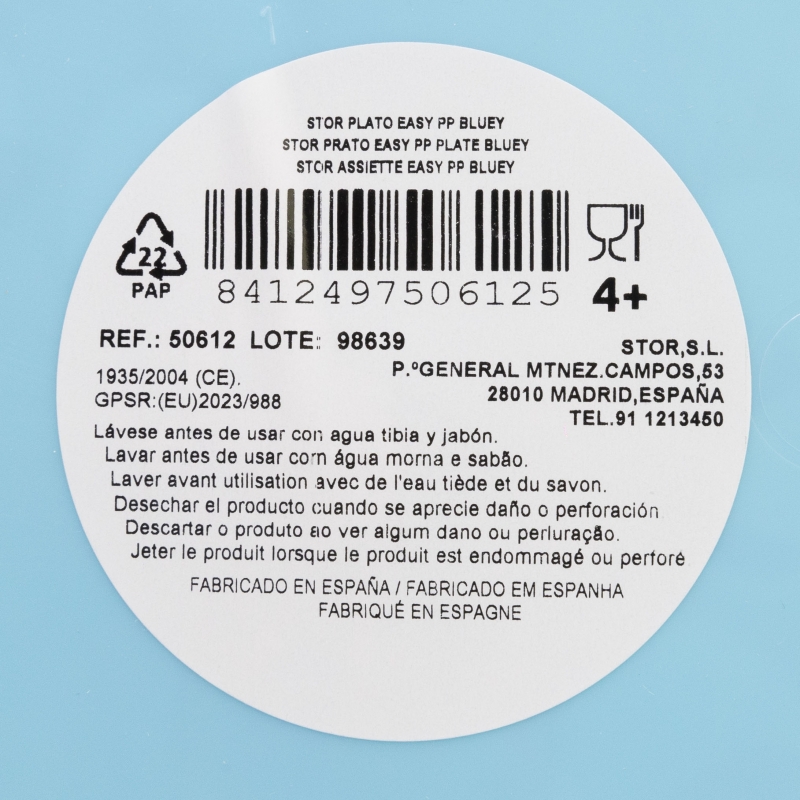 STOR PLATO EASY PP BLUEY
STOR PRATO EASY PP PLATE BLUEY
STOR ASSIETTE EASY PP BLUEY
22
PAP
8412497506125
4+
REF.: 50612 LOTE: 98639
1935/2004 (CE).
GPSR:(EU)2023/988
STOR,S.L.
P.ºGENERAL MTNEZ.CAMPOS,53
28010 MADRID,ESPAÑA
TEL.91 1213450
Lávese antes de usar con agua tibia y jabón.
Lavar antes de usar com água morna e sabão.
Laver avant utilisation avec de l'eau tiède et du savon.
Desechar el producto cuando se aprecie daño o perforación
Descartar o produto ao ver algum dano ou perluração.
Jeter le produit lorsque le produit est endommagé ou perforé
FABRICADO EN ESPAÑA / FABRICADO EM ESPANHA
FABRIQUÉ EN ESPAGNE